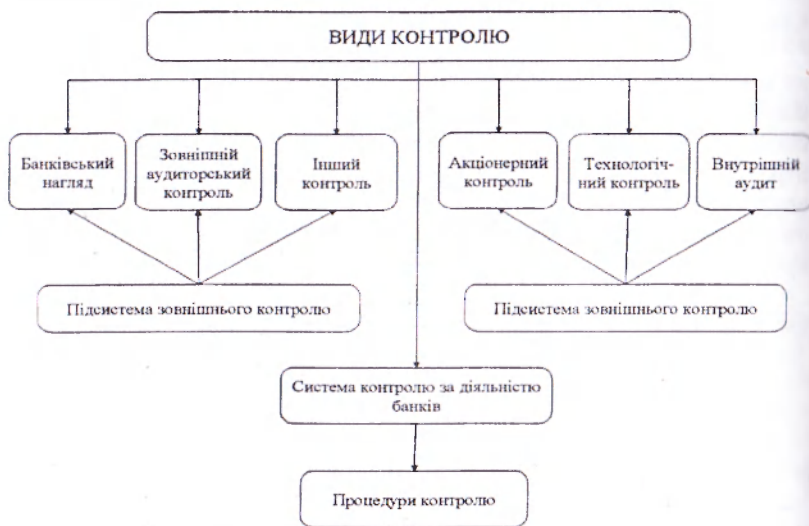 ВИДИ КОНТРОЛЮ
Банківський
нагляд
Зовнішній
аудиторський
контроль
Інший
контроль
Акціонерний
контроль
Технологіч-
ний контроль
Внутрішній
аудит
Підсистема зовнішнього контролю
Підсистема зовнішнього контролю
Система контролю за діяльністю
банків
Процедури контролю